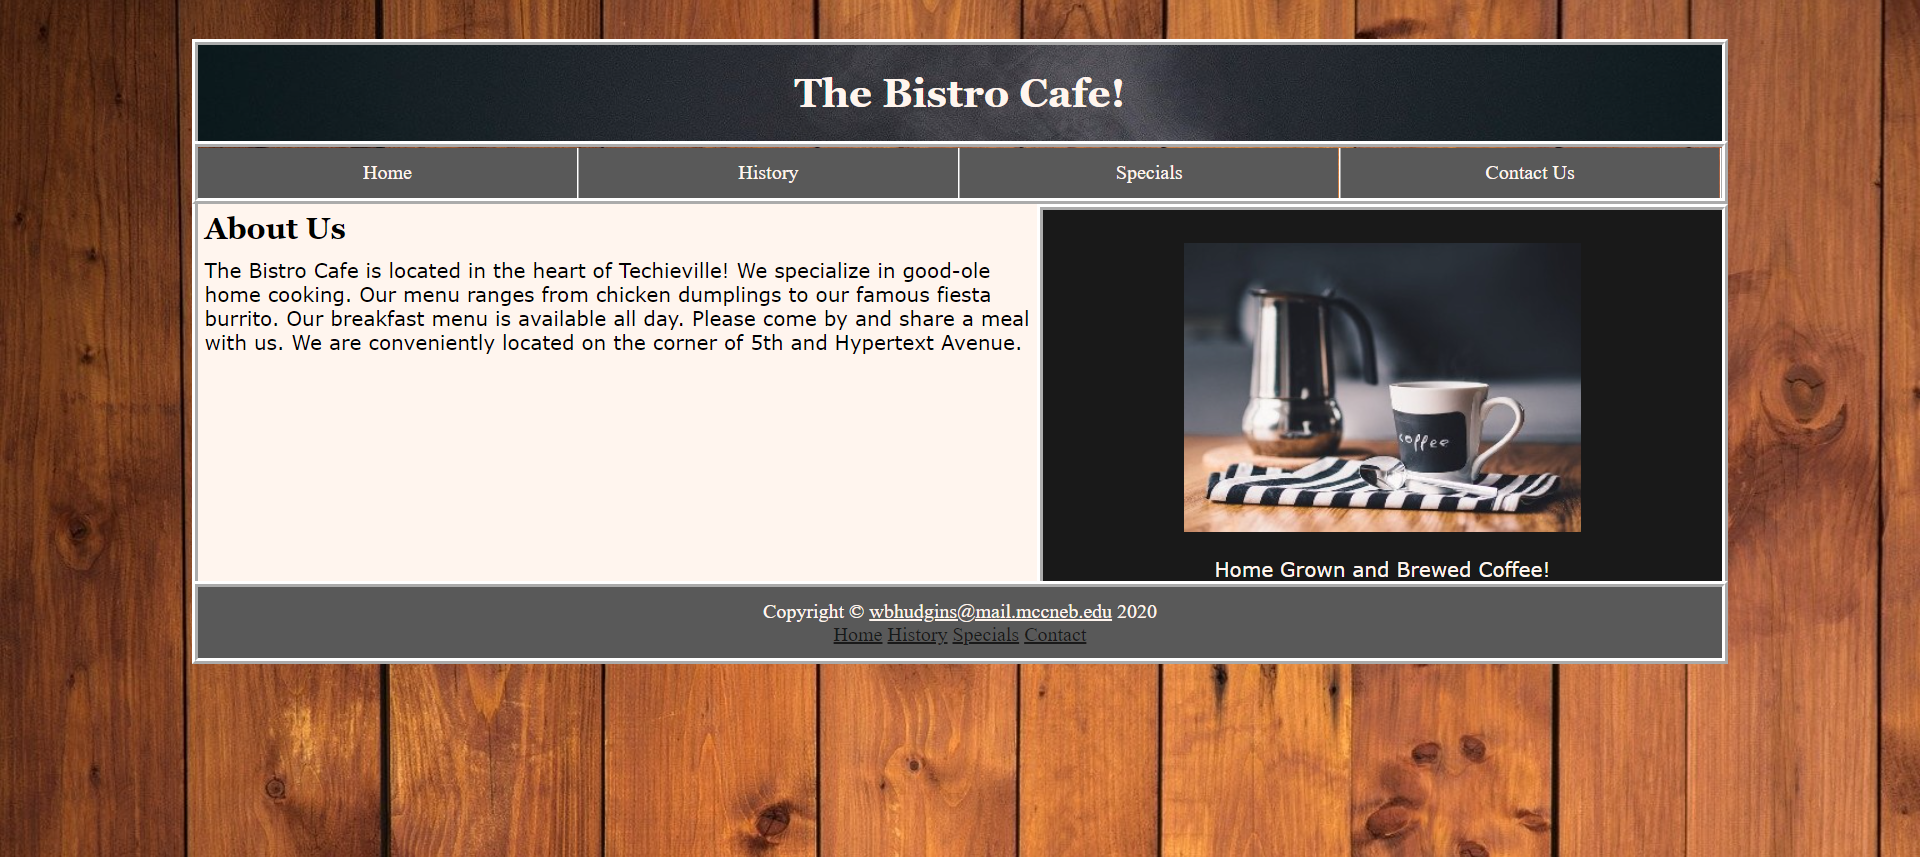 The Bistro Cafe!
Home History Specials Contact Us
About Us
The Bistro Cafe is located in the heart of Techieville! We specialize in good-ole
home cooking. Our menu ranges from chicken dumplings to our famous fiesta
burrito. Our breakfast menu is available all day. Please come by and share a meal
with us. We are conveniently located on the corner of 5th and Hypertext Avenue.
coffee
Home Grown and Brewed Coffee!
Copyright © wbhudgins@mail.mccneb.edu 2020
Home History Specials Contact